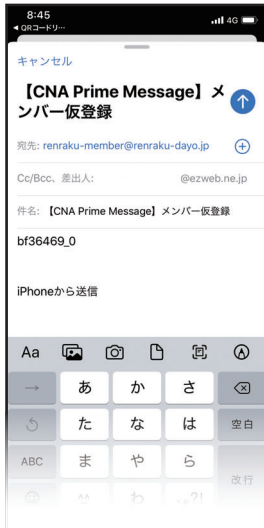 8:45
4G
◀ QRコードリ…
キャンセル
【CNA Prime Message】メ
ンバー仮登録
宛先: renraku-member@renraku-dayo.jp
Cc/Bcc、差出人: @ezweb.ne.jp
件名: 【CNA Prime Message】メンバー仮登録
bf36469_0
iPhoneから送信
Aa
→ あ か さ
た な は 空白
ABC ま や ら
改行
^^ わ 、。?!